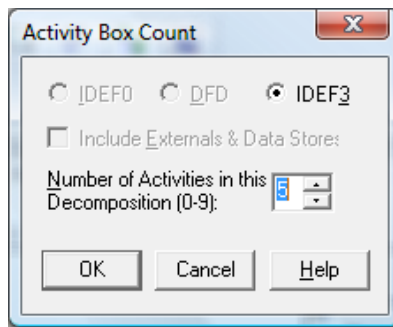 Activity Box Count
IDEF0 DFD IDEF3
Include Externals & Data Stores
Number of Activities in this
Decomposition (0-9):
5
OK Cancel Help